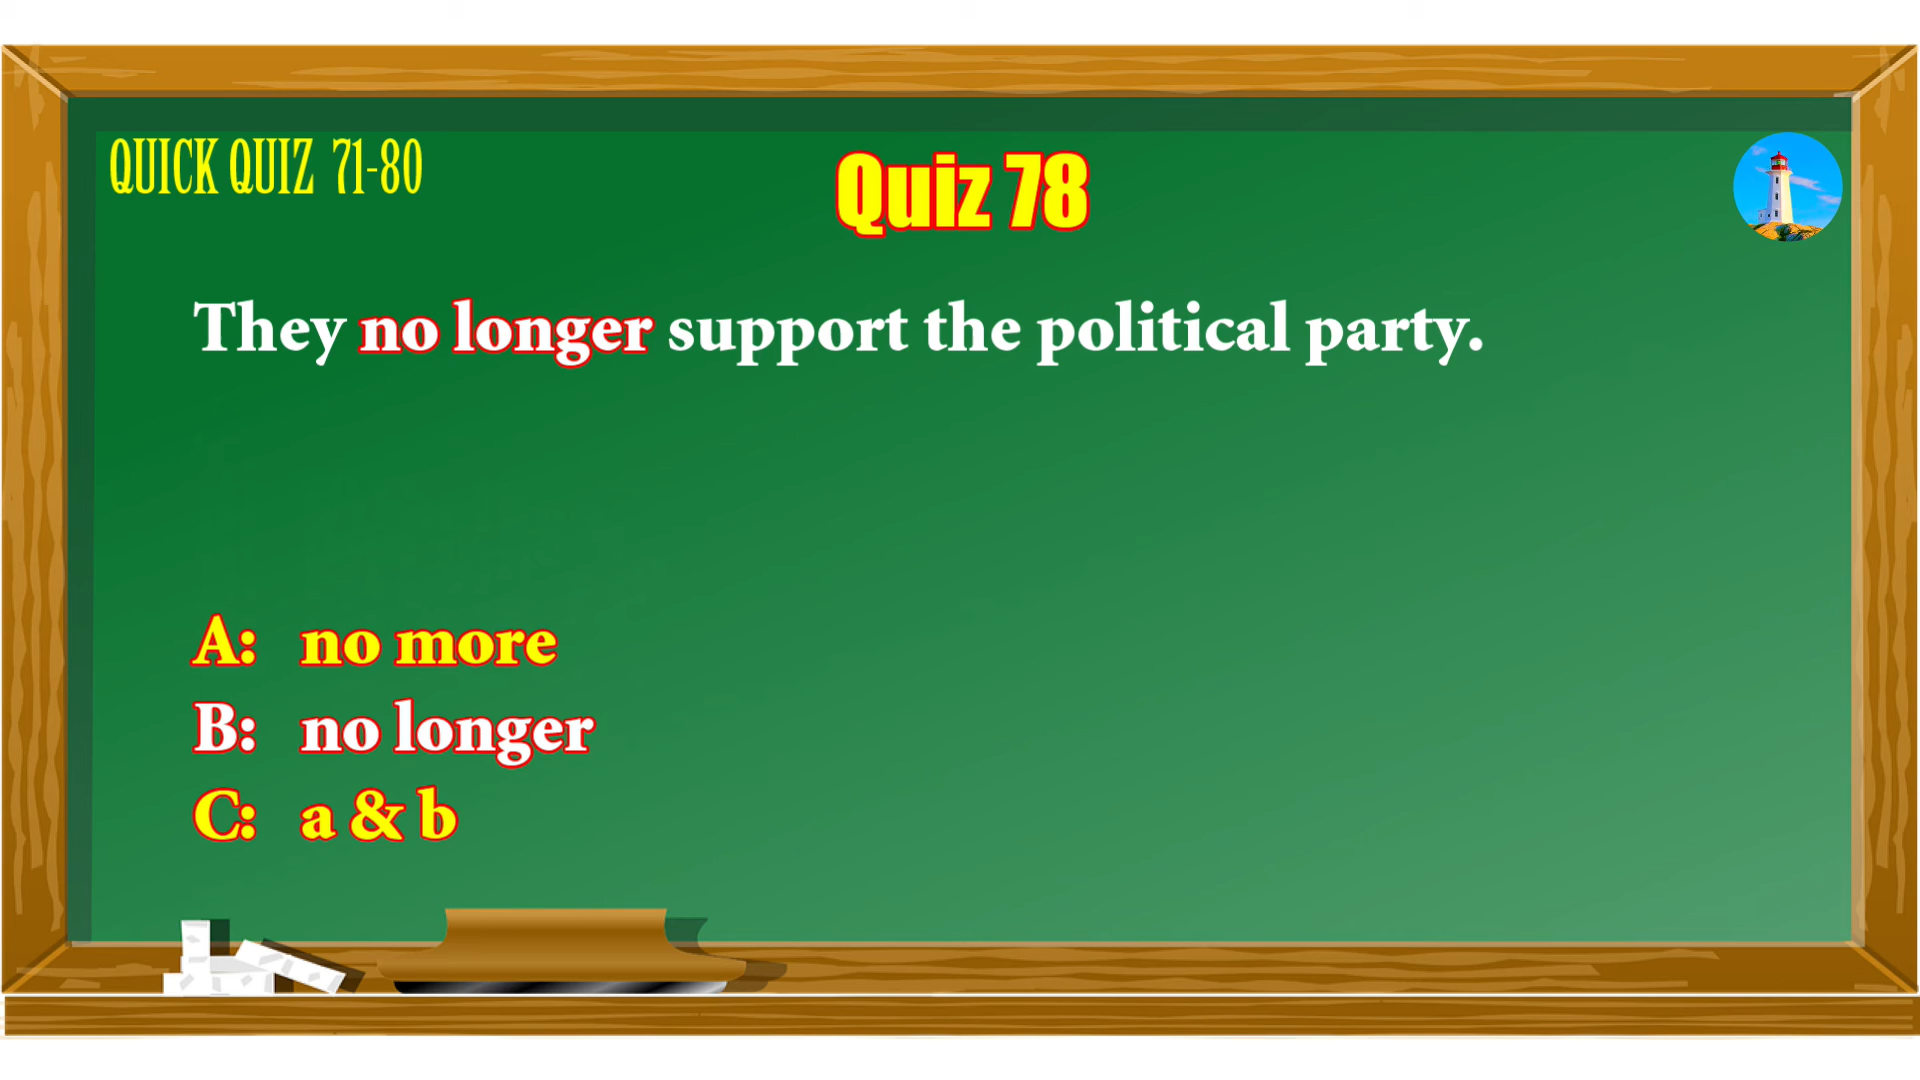 QUICK QUIZ 71-80
Quiz 78
They no longer support the political party.
A: no more
B: no longer
C: a & b